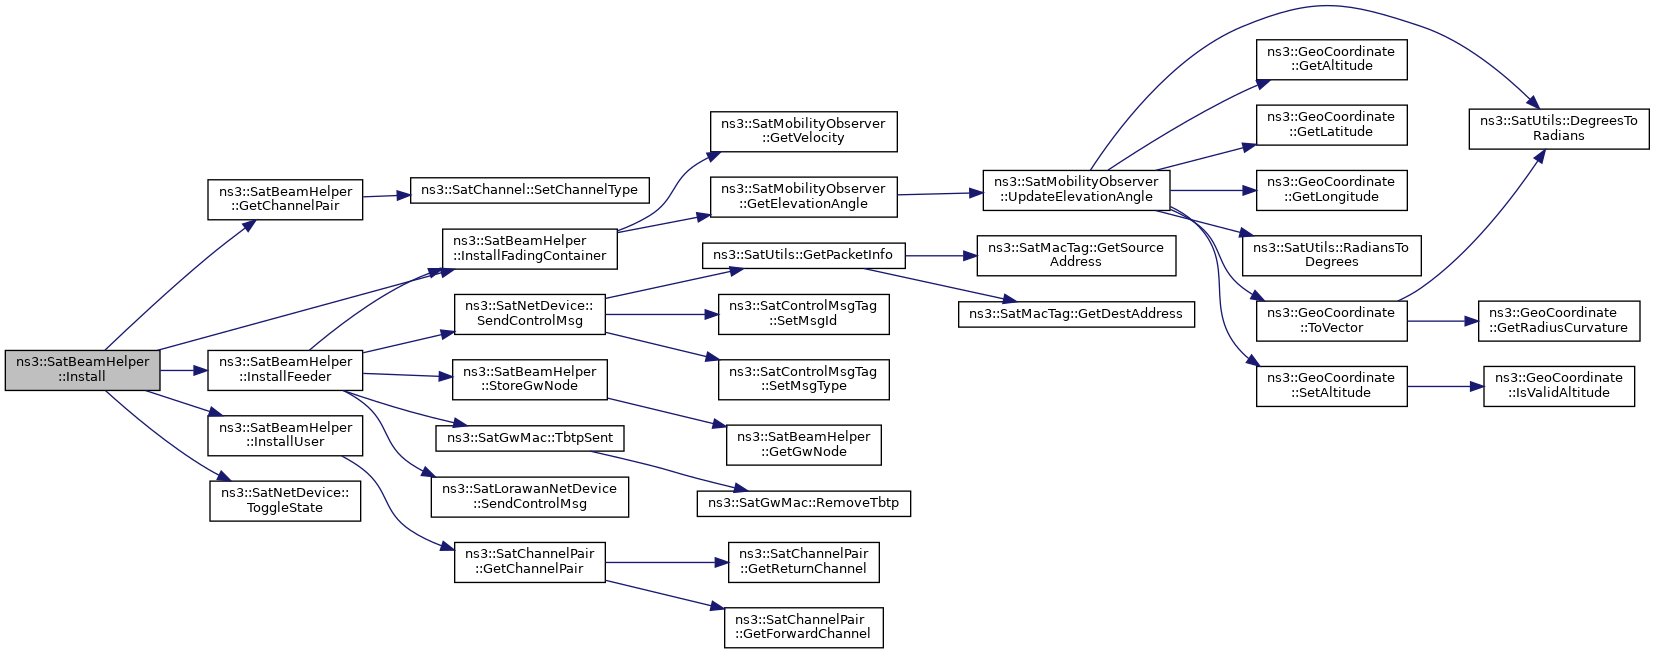 ns3::SatBeamHelper
::Install
ns3::SatBeamHelper
::GetChannelPair
ns3::SatBeamHelper
::InstallFeeder
ns3::SatBeamHelper
::InstallUser
ns3::SatNetDevice::
ToggleState
ns3::SatChannel::SetChannelType
ns3::SatBeamHelper
::InstallFadingContainer
ns3::SatNetDevice::
SendControlMsg
ns3::SatBeamHelper
::StoreGwNode
ns3::SatGwMac::TbtpSent
ns3::SatLorawanNetDevice
::SendControlMsg
ns3::SatChannelPair
::GetChannelPair
ns3::SatMobilityObserver
::GetVelocity
ns3::SatMobilityObserver
::GetElevationAngle
ns3::SatUtils::GetPacketInfo
ns3::SatControlMsgTag
::SetMsgId
ns3::SatControlMsgTag
::SetMsgType
ns3::SatBeamHelper
::GetGwNode
ns3::SatGwMac::RemoveTbtp
ns3::SatChannelPair
::GetReturnChannel
ns3::SatChannelPair
::GetForwardChannel
ns3::SatMobilityObserver
::UpdateElevationAngle
ns3::SatMacTag::GetSource
Address
ns3::SatMacTag::GetDestAddress
ns3::GeoCoordinate
::GetAltitude
ns3::GeoCoordinate
::GetLatitude
ns3::GeoCoordinate
::GetLongitude
ns3::SatUtils::RadiansTo
Degrees
ns3::GeoCoordinate
::ToVector
ns3::GeoCoordinate
::SetAltitude
ns3::SatUtils::DegreesTo
Radians
ns3::GeoCoordinate
::GetRadiusCurvature
ns3::GeoCoordinate
::IsValidAltitude